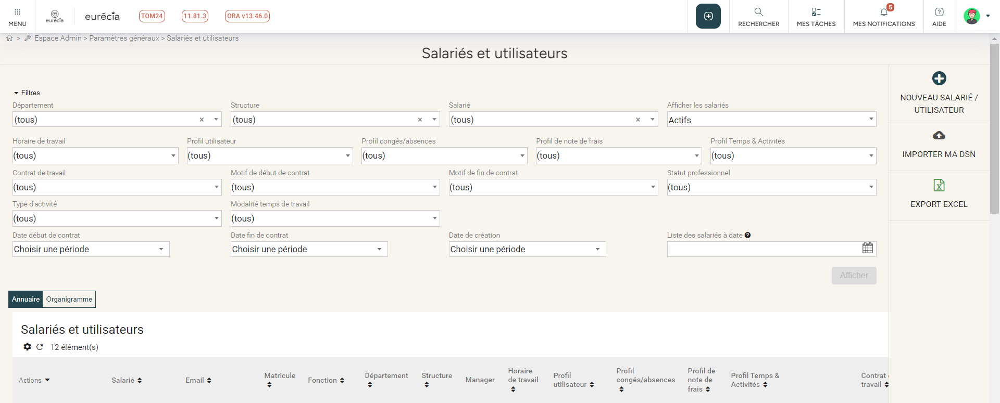 MENU
eurécia
eurécia
TOM24
11.81.3
ORA v13.46.0
RECHERCHER
MES TÂCHES
5
MES NOTIFICATIONS
AIDE
> Espace Admin > Paramètres généraux > Salariés et utilisateurs
Salariés et utilisateurs
NOUVEAU SALARIÉ /
UTILISATEUR
IMPORTER MA DSN
EXPORT EXCEL
Filtres
Département
Structure
Salarié
Afficher les salariés
(tous) ×
(tous) ×
(tous) ×
Actifs
Horaire de travail
Profil utilisateur
Profil congés/absences
Profil de note de frais
Profil Temps & Activités
(tous)
(tous)
(tous)
(tous)
(tous)
Contrat de travail
Motif de début de contrat
Motif de fin de contrat
Statut professionnel
(tous)
(tous)
(tous)
(tous)
Type d'activité
Modalité temps de travail
(tous)
(tous)
Date début de contrat
Date fin de contrat
Date de création
Liste des salariés à date ?
Choisir une période
Choisir une période
Choisir une période
Afficher
Annuaire
Organigramme
Salariés et utilisateurs
12 élément(s)
Actions
Salarié
Email
Matricule
Fonction
Département
Structure
Manager
Horaire
de travail
Profil
utilisateur
Profil
congés/absences
Profil de
note de
frais
Profil Temps &
Activités
Contrat
travail